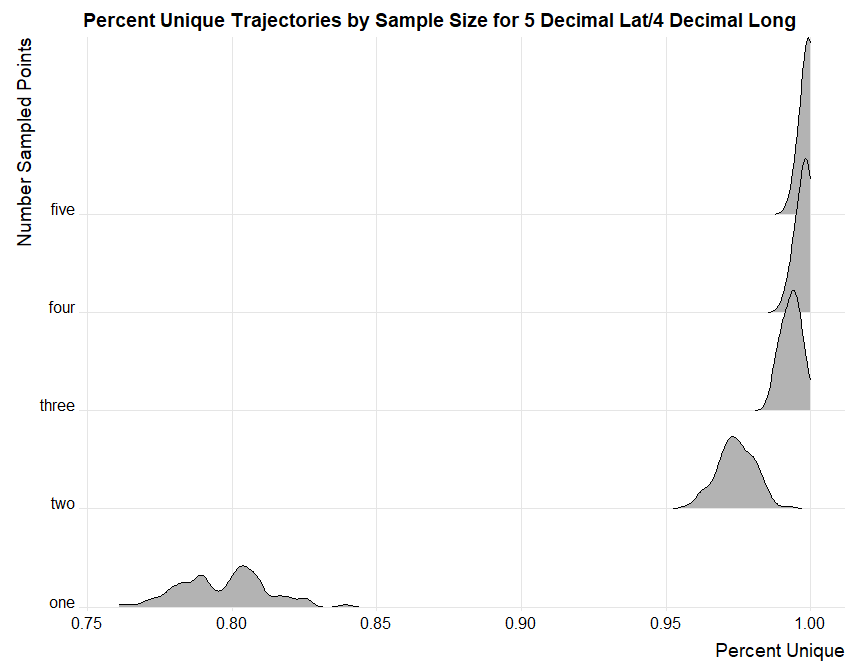 Percent Unique Trajectories by Sample Size for 5 Decimal Lat/4 Decimal Long
Number Sampled Points
five
four
three
two
one
0.75 0.80 0.85 0.90 0.95 1.00
Percent Unique